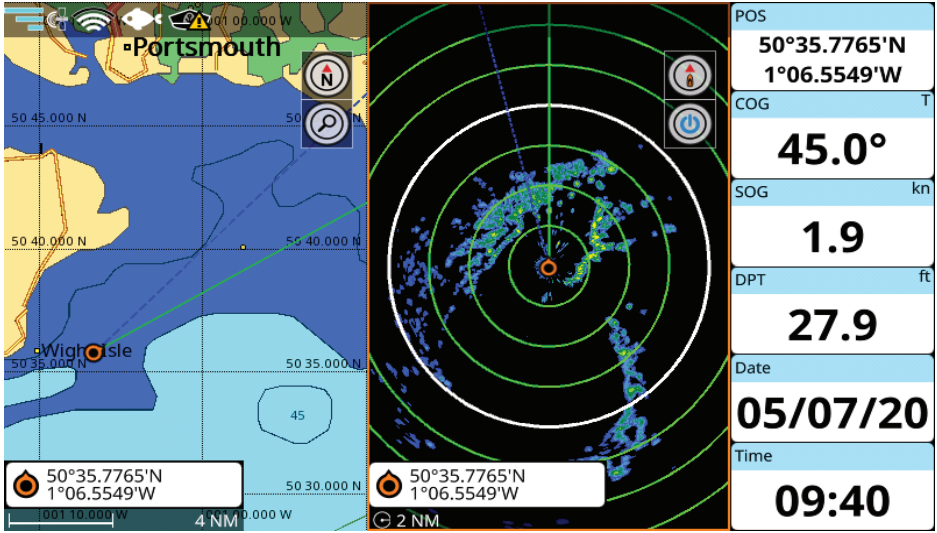 001 00.000 W
Portsmouth
N
50 45.000 N
50 40.000 N
50 40.000 N
Wight Isle
50 35.000 N
50 35.000 N
45
50 30.000 N
50°35.7765'N
1°06.5549'W
001 10.000 W
4 NM
50°35.7765'N
1°06.5549'W
2 NM
POS
50°35.7765'N
1°06.5549'W
COG T
45.0°
SOG kn
1.9
DPT ft
27.9
Date
05/07/20
Time
09:40